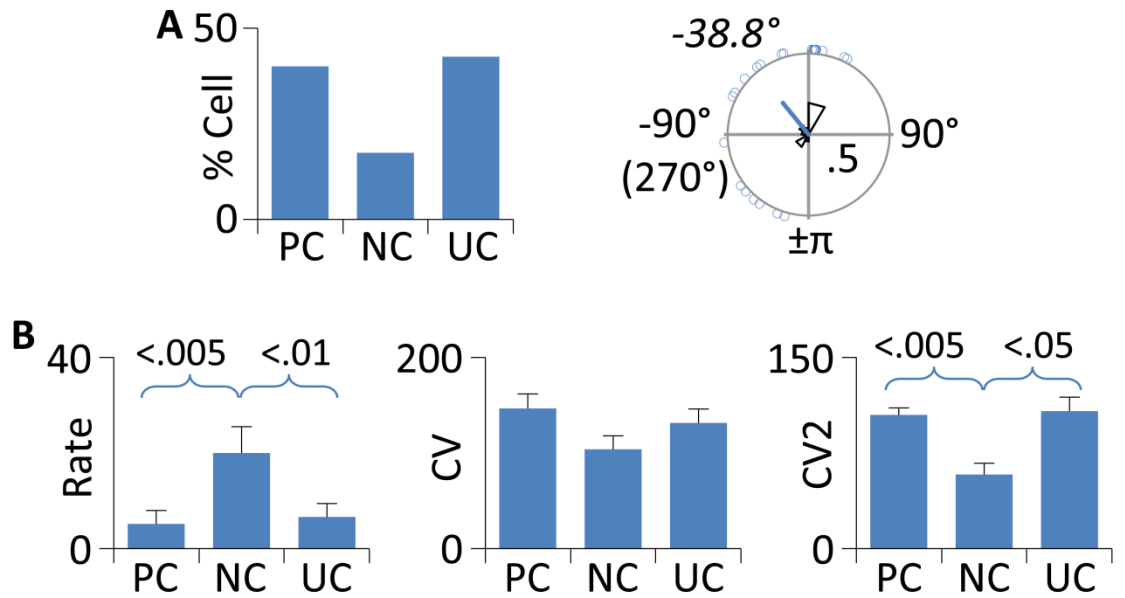 A
50
% Cell
0
PC NC UC
-38.8°
-90°
(270°)
90°
.5
±π
B
40
Rate
0
<.005 <.01
PC NC UC
200
CV
0
PC NC UC
150
CV2
0
<.005 <.05
PC NC UC